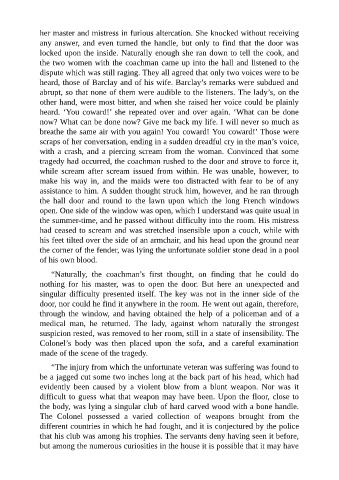 her master and mistress in furious altercation. She knocked without receiving
any answer, and even turned the handle, but only to find that the door was
locked upon the inside. Naturally enough she ran down to tell the cook, and
the two women with the coachman came up into the hall and listened to the
dispute which was still raging. They all agreed that only two voices were to be
heard, those of Barclay and of his wife. Barclay’s remarks were subdued and
abrupt, so that none of them were audible to the listeners. The lady’s, on the
other hand, were most bitter, and when she raised her voice could be plainly
heard. ‘You coward!’ she repeated over and over again. ‘What can be done
now? What can be done now? Give me back my life. I will never so much as
breathe the same air with you again! You coward! You coward!’ Those were
scraps of her conversation, ending in a sudden dreadful cry in the man’s voice,
with a crash, and a piercing scream from the woman. Convinced that some
tragedy had occurred, the coachman rushed to the door and strove to force it,
while scream after scream issued from within. He was unable, however, to
make his way in, and the maids were too distracted with fear to be of any
assistance to him. A sudden thought struck him, however, and he ran through
the hall door and round to the lawn upon which the long French windows
open. One side of the window was open, which I understand was quite usual in
the summer-time, and he passed without difficulty into the room. His mistress
had ceased to scream and was stretched insensible upon a couch, while with
his feet tilted over the side of an armchair, and his head upon the ground near
the corner of the fender, was lying the unfortunate soldier stone dead in a pool
of his own blood.
“Naturally, the coachman’s first thought, on finding that he could do
nothing for his master, was to open the door. But here an unexpected and
singular difficulty presented itself. The key was not in the inner side of the
door, nor could he find it anywhere in the room. He went out again, therefore,
through the window, and having obtained the help of a policeman and of a
medical man, he returned. The lady, against whom naturally the strongest
suspicion rested, was removed to her room, still in a state of insensibility. The
Colonel’s body was then placed upon the sofa, and a careful examination
made of the scene of the tragedy.
“The injury from which the unfortunate veteran was suffering was found to
be a jagged cut some two inches long at the back part of his head, which had
evidently been caused by a violent blow from a blunt weapon. Nor was it
difficult to guess what that weapon may have been. Upon the floor, close to
the body, was lying a singular club of hard carved wood with a bone handle.
The Colonel possessed a varied collection of weapons brought from the
different countries in which he had fought, and it is conjectured by the police
that his club was among his trophies. The servants deny having seen it before,
but among the numerous curiosities in the house it is possible that it may have